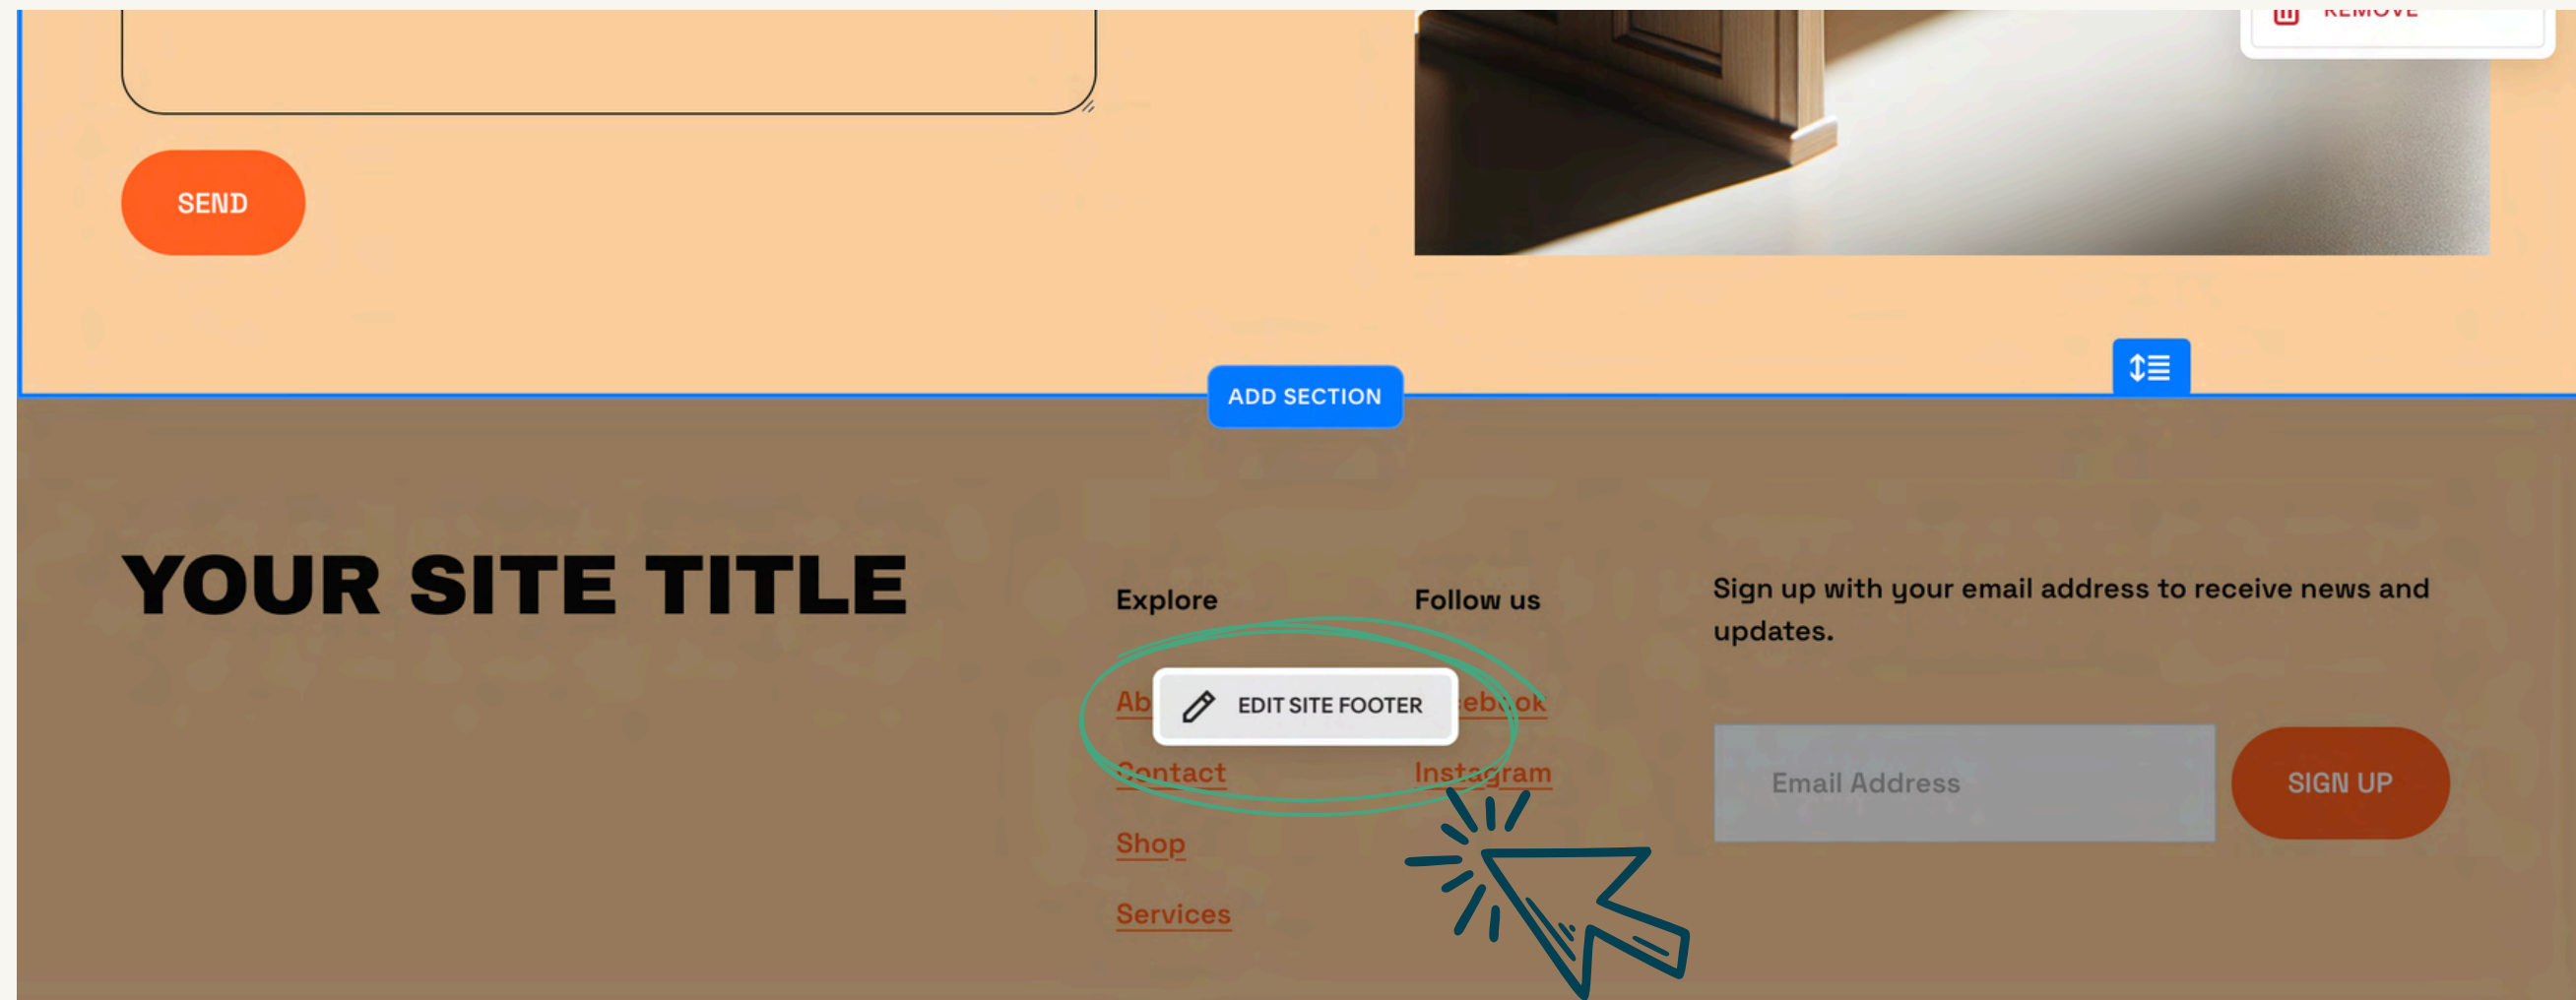 REMOVE
SEND
ADD SECTION
YOUR SITE TITLE
Explore
Follow us
Sign up with your email address to receive news and
updates.
EDIT SITE FOOTER
Contact
Instagram
Email Address
SIGN UP
Shop
Services